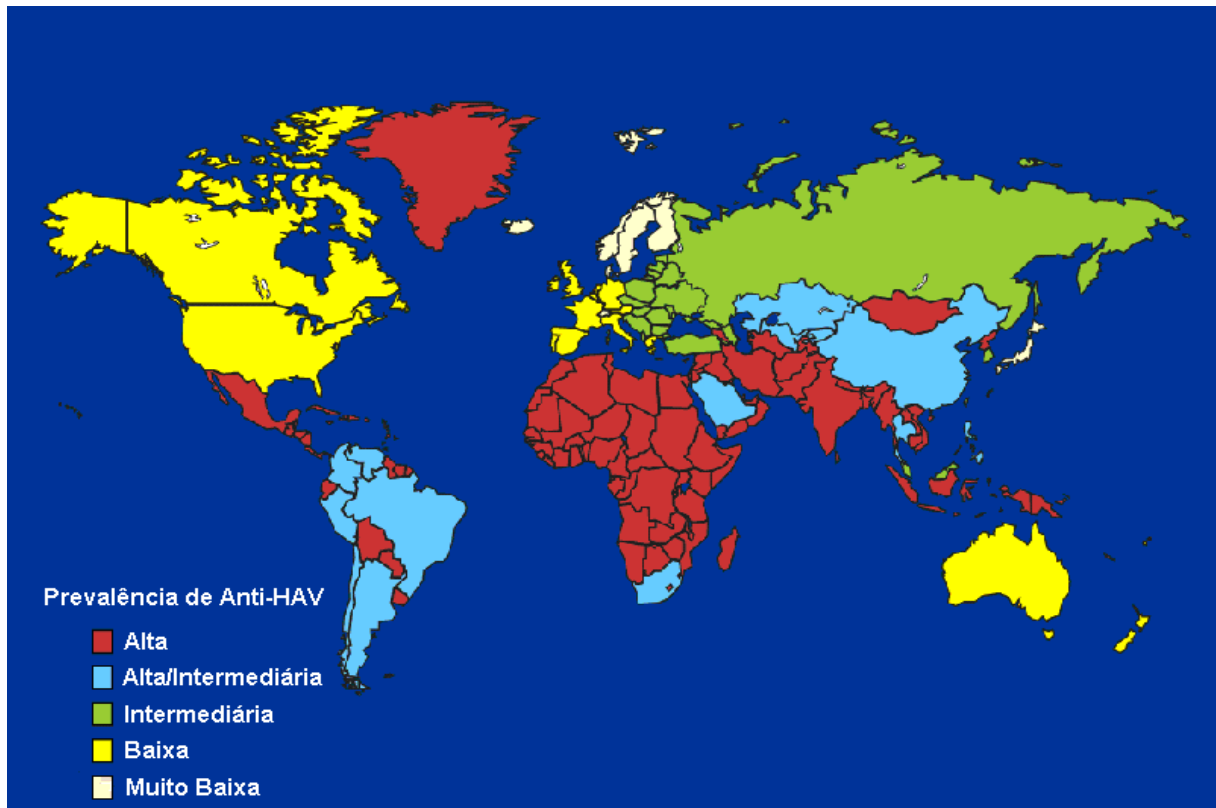 Prevalência de Anti-HAV
Alta
Alta/Intermediária
Intermediária
Baixa
Muito Baixa